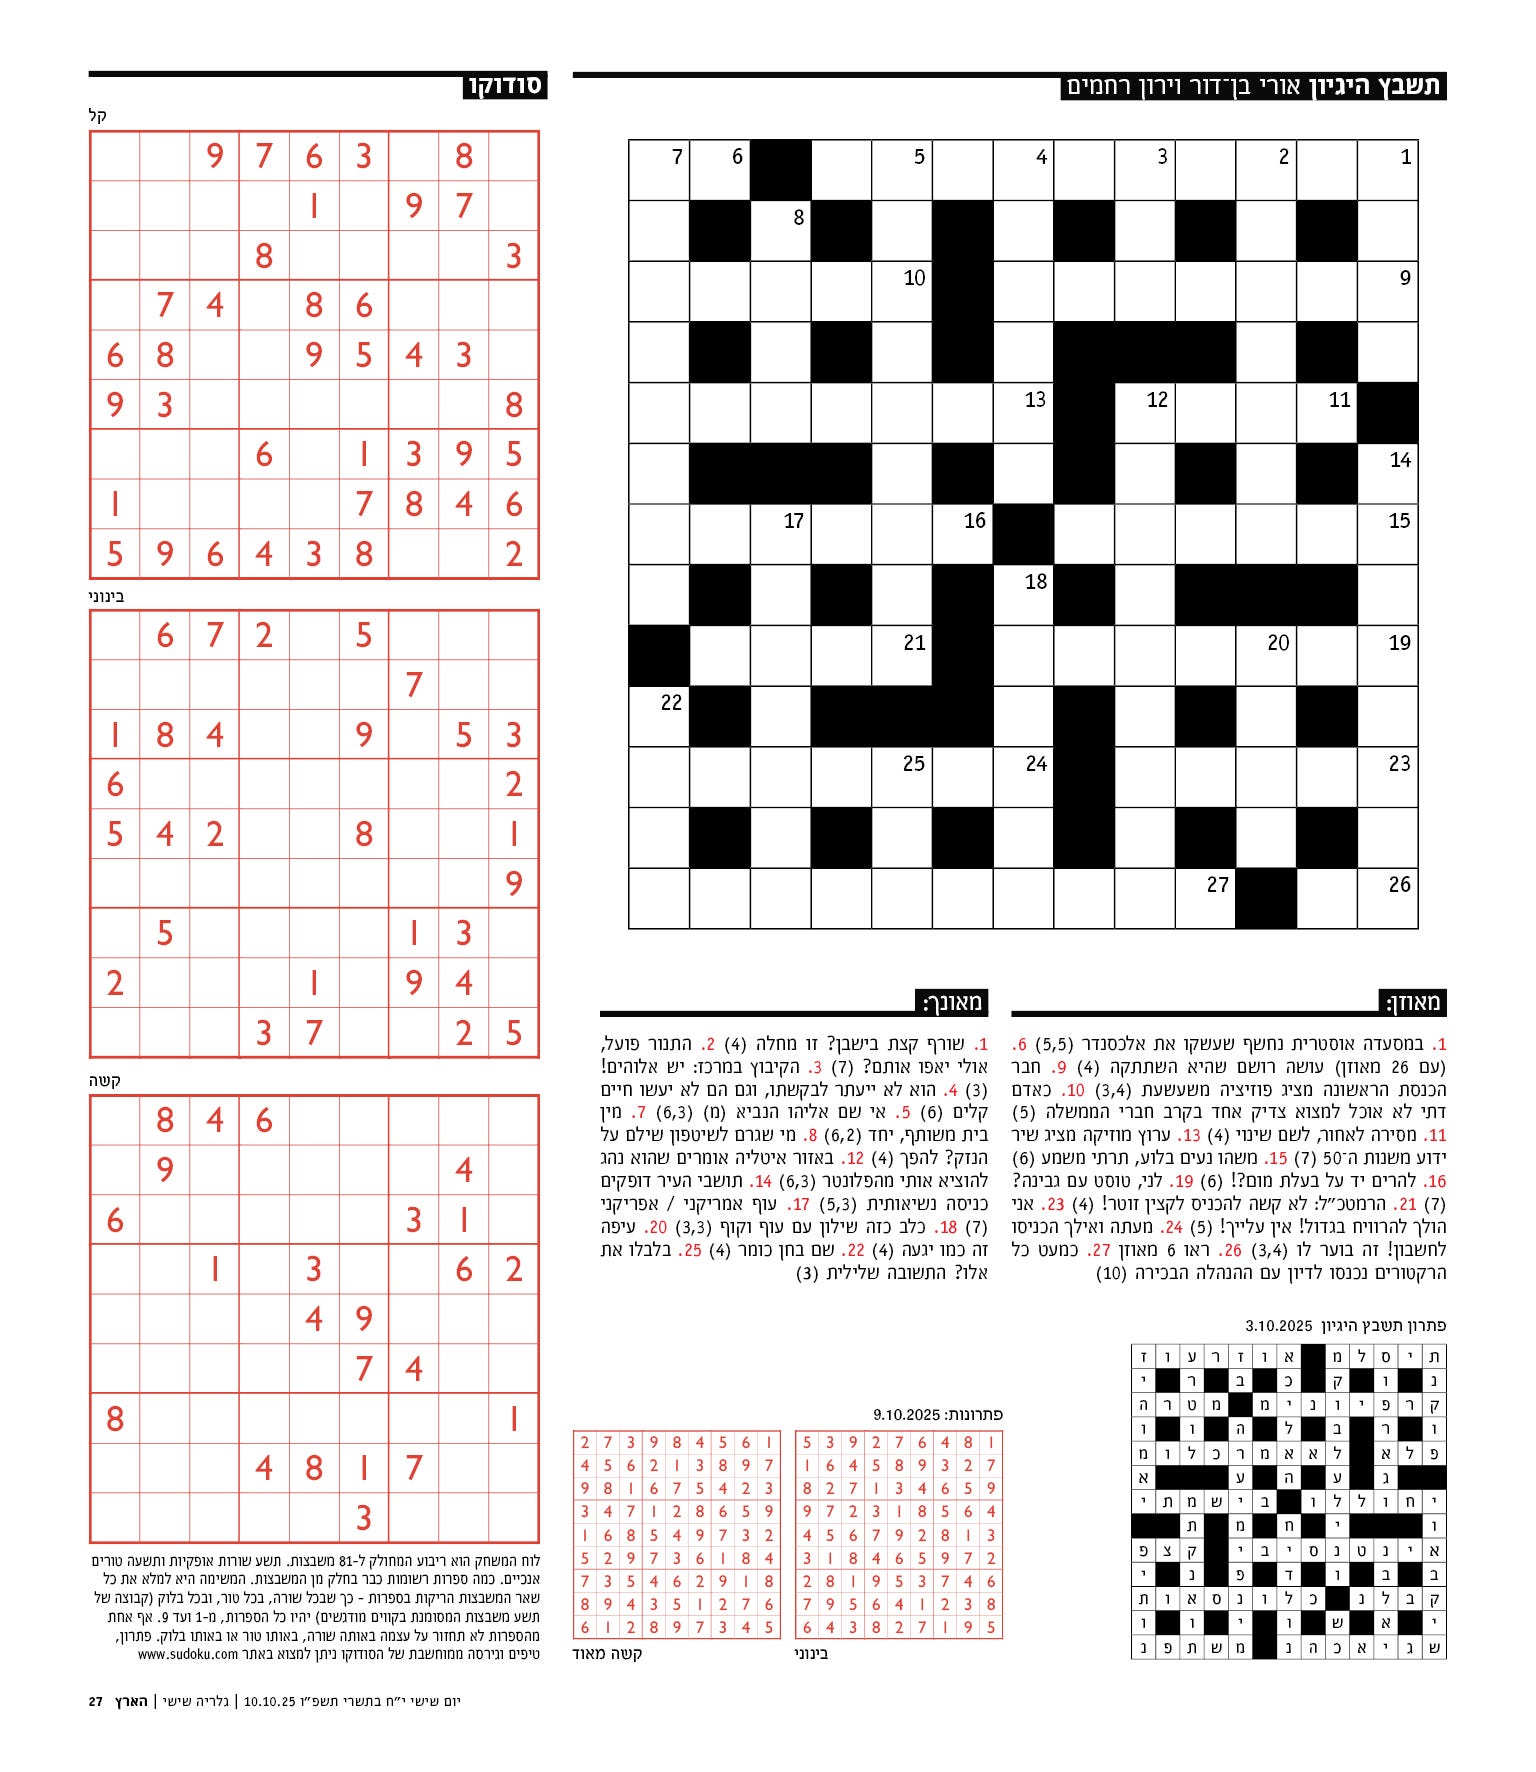 תשבץ היגיון אורי בן־דור וירון רחמים
1 2 3 4 5 6 7
8
9 10
11 12 13
14
15 16 17
18
19 20 21
22
23 24 25
26 27
מאוזן:
1. במסעדה אוסטרית נחשף שעשקו את אלכסנדר (5,5) 6.
(עם 26 מאוזן) עושה רושם שהיא השתתקה (4) 9. חבר
הכנסת הראשונה מציג פוזיציה משעשעת (3,4) 10. כאדם
דתי לא אוכל למצוא צדיק אחד בקרב חברי הממשלה (5)
11. מסירה לאחור, לשם שינוי (4) 13. ערוץ מוזיקה מציג שיר
ידוע משנות ה־50 (7) 15. משהו נעים בלוע, תרתי משמע (6)
16. להרים יד על בעלת מום?! (6) 19. לני, טוסט עם גבינה?
(7) 21. הרמטכ״ל: לא קשה להכניס לקצין זוטר! (4) 23. אני
הולך להרוויח בגדול! אין עלייך! (5) 24. מעתה ואילך הכניסו
לחשבון! זה בוער לו (3,4) 26. ראו 6 מאוזן 27. כמעט כל
הרקטורים נכנסו לדיון עם ההנהלה הבכירה (10)
מאונך:
1. שורף קצת בישבן? זו מחלה (4) 2. התנור פועל,
אולי יאפו אותם? (7) 3. הקיבוץ במרכז: יש אלוהים!
(3) 4. הוא לא ייעתר לבקשתו, וגם הם לא יעשו חיים
קלים (6) 5. אי שם אליהו הנביא (מ) (6,3) 7. מין
בית משותף, יחד (6,2) 8. מי שגרם לשיטפון שילם על
הנזק? להפך (4) 12. באזור איטליה אומרים שהוא נהג
להוציא אותי מהפלונטר (6,3) 14. תושבי העיר דופקים
כניסה נשיאותית (5,3) 17. עוף אמריקני / אפריקני
(7) 18. כלב כזה שילון עם עוף וקוף (3,3) 20. עיפה
זה כמו יגעה (4) 22. שם בחן כומר (4) 25. בלבלו את
אלו? התשובה שלילית (3)
פתרון תשבץ היגיון 3.10.2025
תיסלמ אוזרעוז
נ ו ק כ ב ר י
קרפיונימ מטרה
ו ר ב ל ה ו ו
פלא לאאמרכלומ
ג ע ה ע א
יחוללו בישמתי
ו י ח מ ת
אינטנסיבי קצפ
ב ב ו ד פ נ י
קבלנ כלונסאות
י א ש ו י ו ו
שגיאכהנ משתפנ
פתרונות: 9.10.2025
5 3 9 2 7 6 4 8 1
1 6 4 5 8 9 3 2 7
8 2 7 1 3 4 6 5 9
9 7 2 3 1 8 5 6 4
4 5 6 7 9 2 8 1 3
3 1 8 4 6 5 9 7 2
2 8 1 9 5 3 7 4 6
7 9 5 6 4 1 2 3 8
6 4 3 8 2 7 1 9 5
בינוני
2 7 3 9 8 4 5 6 1
4 5 6 2 1 3 8 9 7
9 8 1 6 7 5 4 2 3
3 4 7 1 2 8 6 5 9
1 6 8 5 4 9 7 3 2
5 2 9 7 3 6 1 8 4
7 3 5 4 6 2 9 1 8
8 9 4 3 5 1 2 7 6
6 1 2 8 9 7 3 4 5
קשה מאוד
סודוקו
קל
9 7 6 3 8
1 9 7
8 3
7 4 8 6
6 8 9 5 4 3
9 3 8
6 1 3 9 5
1 7 8 4 6
5 9 6 4 3 8 2
בינוני
6 7 2 5
7
1 8 4 9 5 3
6 2
5 4 2 8 1
9
5 1 3
2 1 9 4
3 7 2 5
קשה
8 4 6
9 4
6 3 1
1 3 6 2
4 9
7 4
8 1
4 8 1 7
3
לוח המשחק הוא ריבוע המחולק ל-81 משבצות. תשע שורות אופקיות ותשעה טורים
אנכיים. כמה ספרות רשומות כבר בחלק מן המשבצות. המשימה היא למלא את כל
שאר המשבצות הריקות בספרות - כך שבכל שורה, בכל טור, ובכל בלוק (קבוצה של
תשע משבצות המסומנת בקווים מודגשים) יהיו כל הספרות, מ-1 ועד 9. אף אחת
מהספרות לא תחזור על עצמה באותה שורה, באותו טור או באותו בלוק. פתרון,
טיפים וגירסה ממוחשבת של הסודוקו ניתן למצוא באתר www.sudoku.com
יום שישי י״ח בתשרי תשפ״ו 10.10.25 | גלריה שישי | הארץ 27